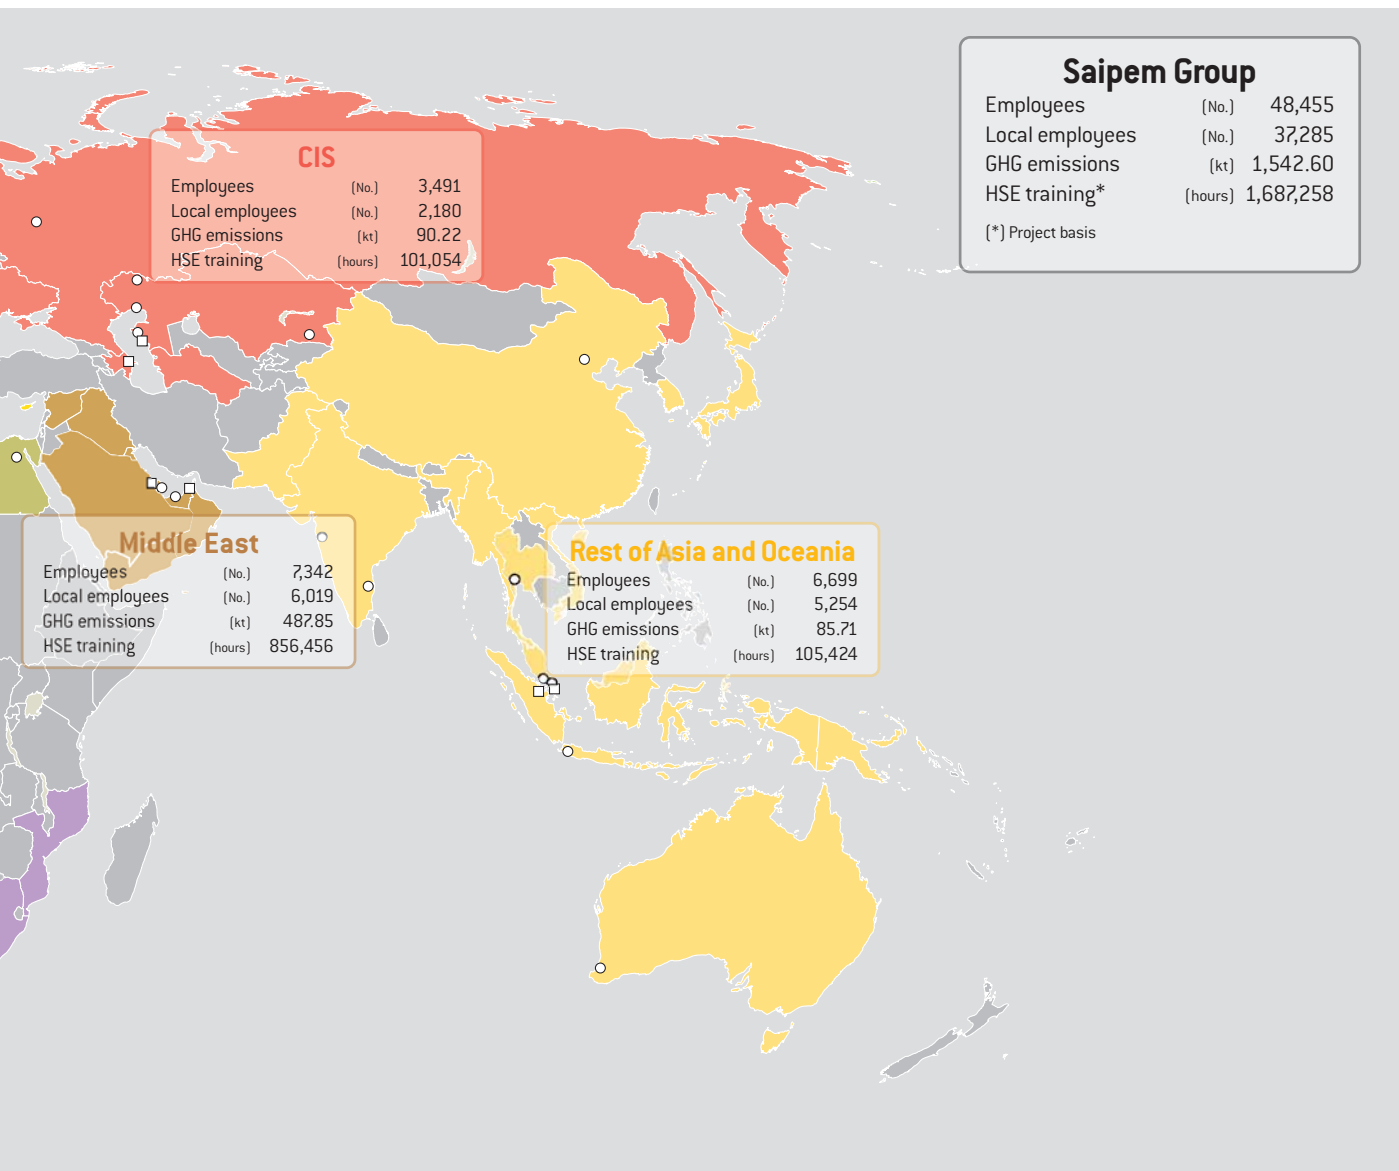 Saipem Group
Employees (No.) 48,455
Local employees (No.) 37,285
GHG emissions (kt) 1,542.60
HSE training* (hours) 1,687,258
(*) Project basis
CIS
Employees (No.) 3,491
Local employees (No.) 2,180
GHG emissions (kt) 90.22
HSE training (hours) 101,054
Middle East
Employees (No.) 7,342
Local employees (No.) 6,019
GHG emissions (kt) 487.85
HSE training (hours) 856,456
Rest of Asia and Oceania
Employees (No.) 6,699
Local employees (No.) 5,254
GHG emissions (kt) 85.71
HSE training (hours) 105,424